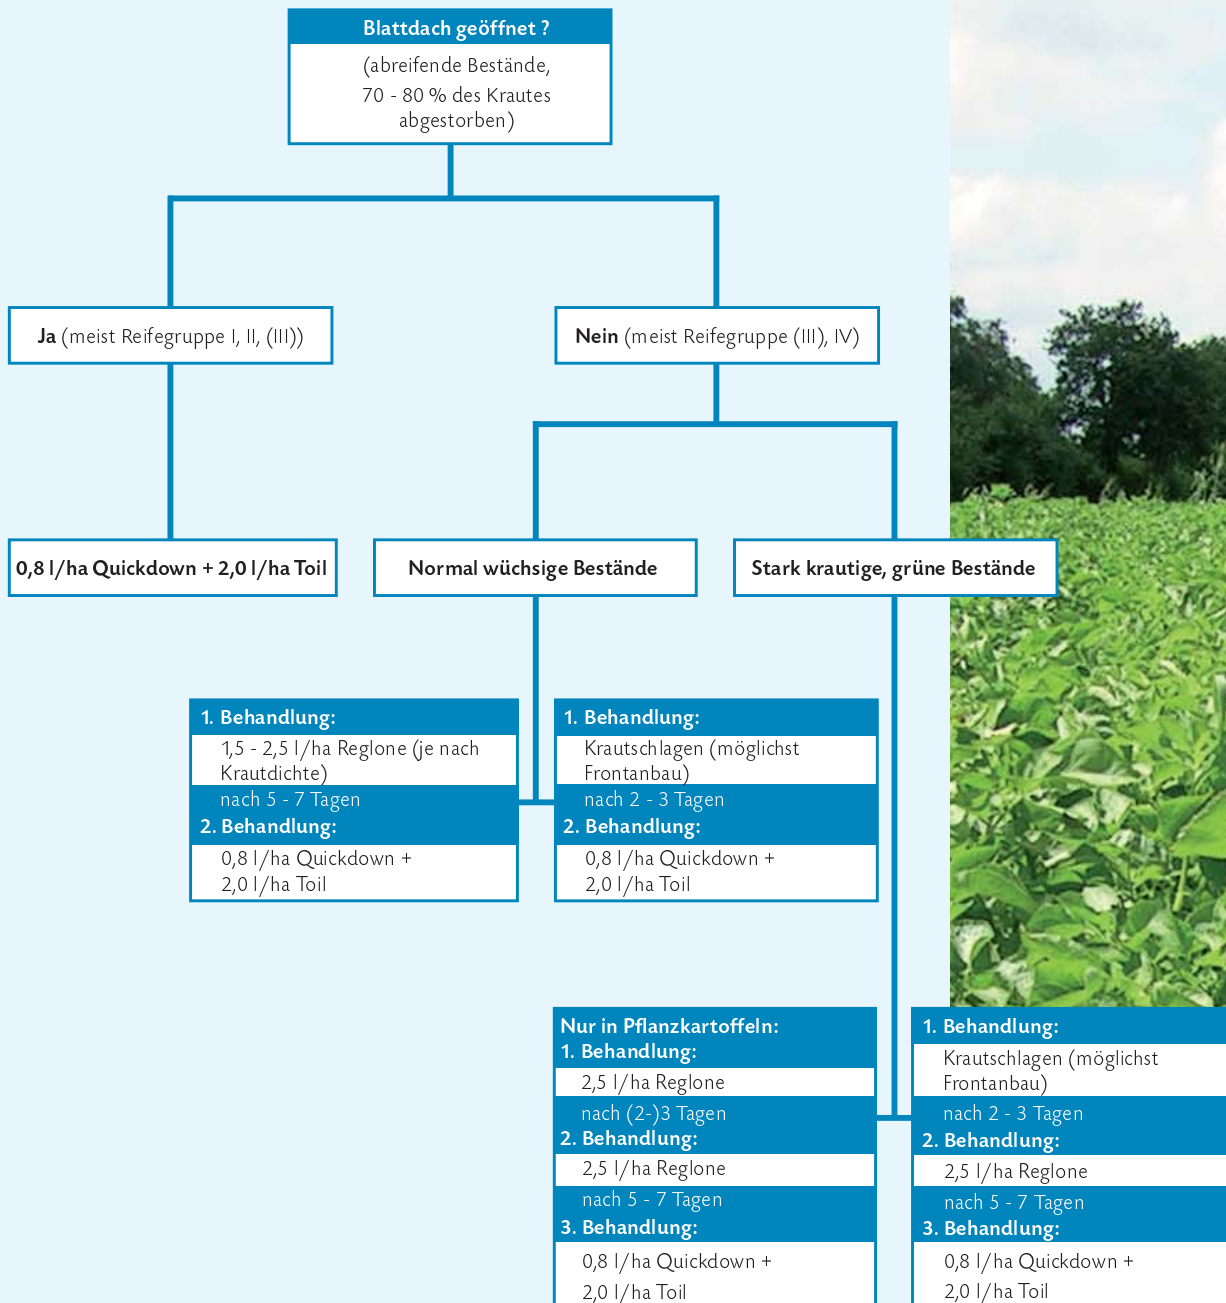 Blattdach geöffnet ?
(abreifende Bestände,
70 - 80 % des Krautes
abgestorben)
Ja (meist Reifegruppe I, II, (III))
Nein (meist Reifegruppe (III), IV)
0,8 l/ha Quickdown + 2,0 l/ha Toil
Normal wüchsige Bestände
Stark krautige, grüne Bestände
1. Behandlung:
1,5 - 2,5 l/ha Reglone (je nach
Krautdichte)
nach 5 - 7 Tagen
2. Behandlung:
0,8 l/ha Quickdown +
2,0 l/ha Toil
1. Behandlung:
Krautschlagen (möglichst
Frontanbau)
nach 2 - 3 Tagen
2. Behandlung:
0,8 l/ha Quickdown +
2,0 l/ha Toil
Nur in Pflanzkartoffeln:
1. Behandlung:
2,5 l/ha Reglone
nach (2-)3 Tagen
2. Behandlung:
2,5 l/ha Reglone
nach 5 - 7 Tagen
3. Behandlung:
0,8 l/ha Quickdown +
2,0 l/ha Toil
1. Behandlung:
Krautschlagen (möglichst
Frontanbau)
nach 2 - 3 Tagen
2. Behandlung:
2,5 l/ha Reglone
nach 5 - 7 Tagen
3. Behandlung:
0,8 l/ha Quickdown +
2,0 l/ha Toil